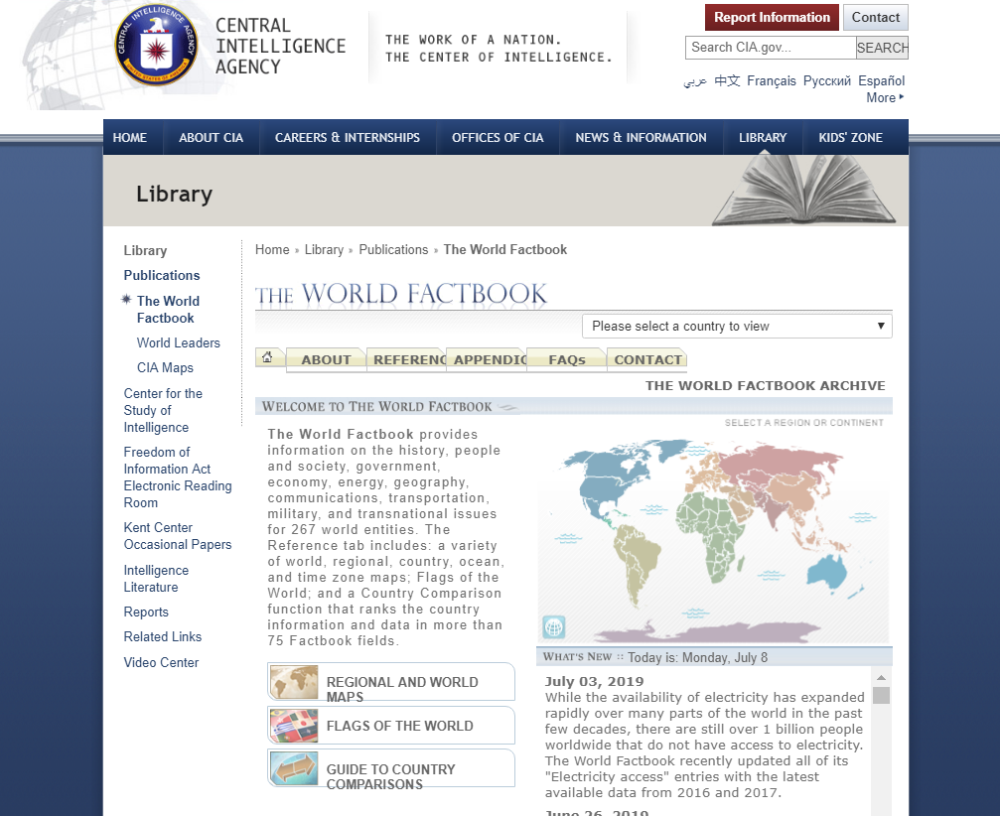 CENTRAL
INTELLIGENCE
AGENCY
THE WORK OF A NATION.
THE CENTER OF INTELLIGENCE.
Report Information
Contact
Search CIA.gov...
SEARCH
عربي 中文 Français Русский Español
More
HOME ABOUT CIA CAREERS & INTERNSHIPS OFFICES OF CIA NEWS & INFORMATION LIBRARY KIDS' ZONE
Library
Library
Publications
The World
Factbook
World Leaders
CIA Maps
Center for the
Study of
Intelligence
Freedom of
Information Act
Electronic Reading
Room
Kent Center
Occasional Papers
Intelligence
Literature
Reports
Related Links
Video Center
Home » Library » Publications » The World Factbook
THE WORLD FACTBOOK
Please select a country to view
ABOUT REFERENC APPENDIC FAQs CONTACT
THE WORLD FACTBOOK ARCHIVE
WELCOME TO THE WORLD FACTBOOK
The World Factbook provides
information on the history, people
and society, government,
economy, energy, geography,
communications, transportation,
military, and transnational issues
for 267 world entities. The
Reference tab includes: a variety
of world, regional, country, ocean,
and time zone maps; Flags of the
World; and a Country Comparison
function that ranks the country
information and data in more than
75 Factbook fields.
REGIONAL AND WORLD
MAPS
FLAGS OF THE WORLD
GUIDE TO COUNTRY
COMPARISONS
SELECT A REGION OR CONTINENT
WHAT'S NEW :: Today is: Monday, July 8
July 03, 2019
While the availability of electricity has expanded
rapidly over many parts of the world in the past
few decades, there are still over 1 billion people
worldwide that do not have access to electricity.
The World Factbook recently updated all of its
"Electricity access" entries with the latest
available data from 2016 and 2017.
June 26, 2019
CENTRAL INTELLIGENCE AGENCY
UNITED STATES OF AMERICA